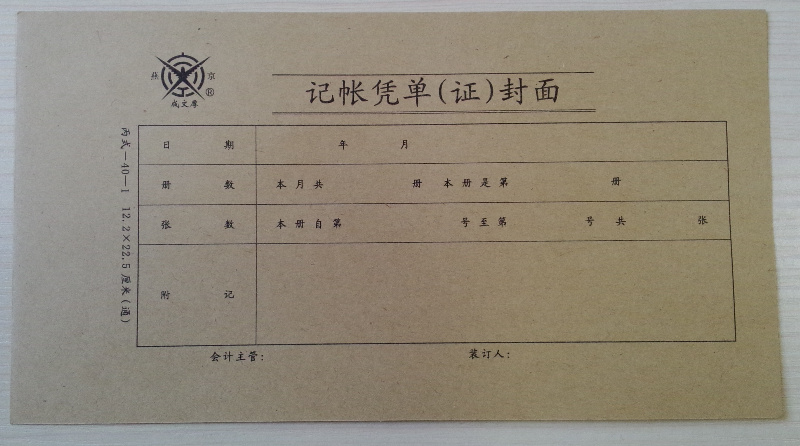 燕 京
®
成文厚
记帐凭单(证)封面
日 期 年 月
册 数 本月共 册 本册是第 册
张 数 本册自第 号至第 号共 张
附 记
会计主管: 装订人:
丙式—40—1 12.2×22.5厘米(通)